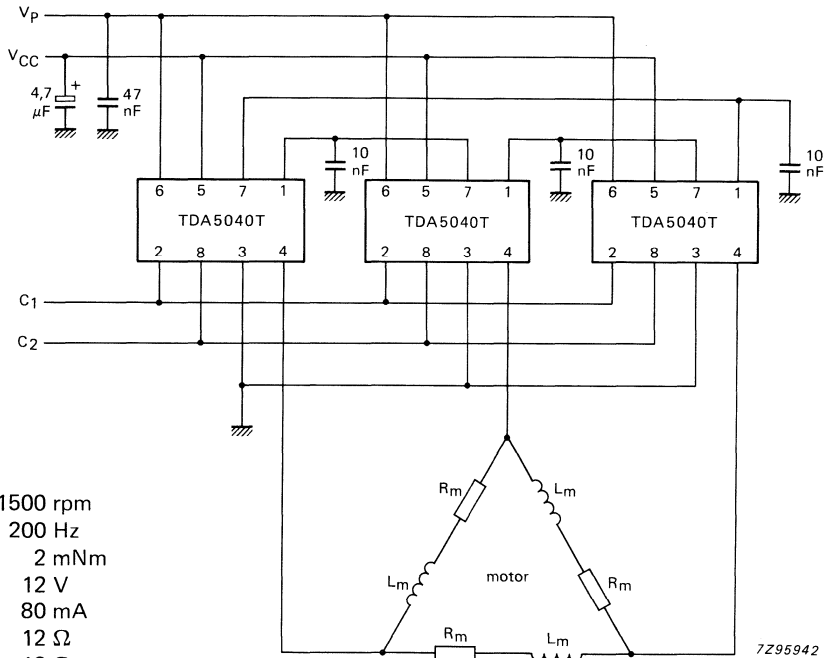 VP
VCC
4,7 μF
+
47 nF
10 nF
10 nF
10 nF
6 5 7 1
TDA5040T
2 8 3 4
6 5 7 1
TDA5040T
2 8 3 4
6 5 7 1
TDA5040T
2 8 3 4
C1
C2
1500 rpm
200 Hz
2 mNm
12 V
80 mA
12 Ω
Rm
Lm
Lm
motor
Rm
Rm
Lm
7Z95942